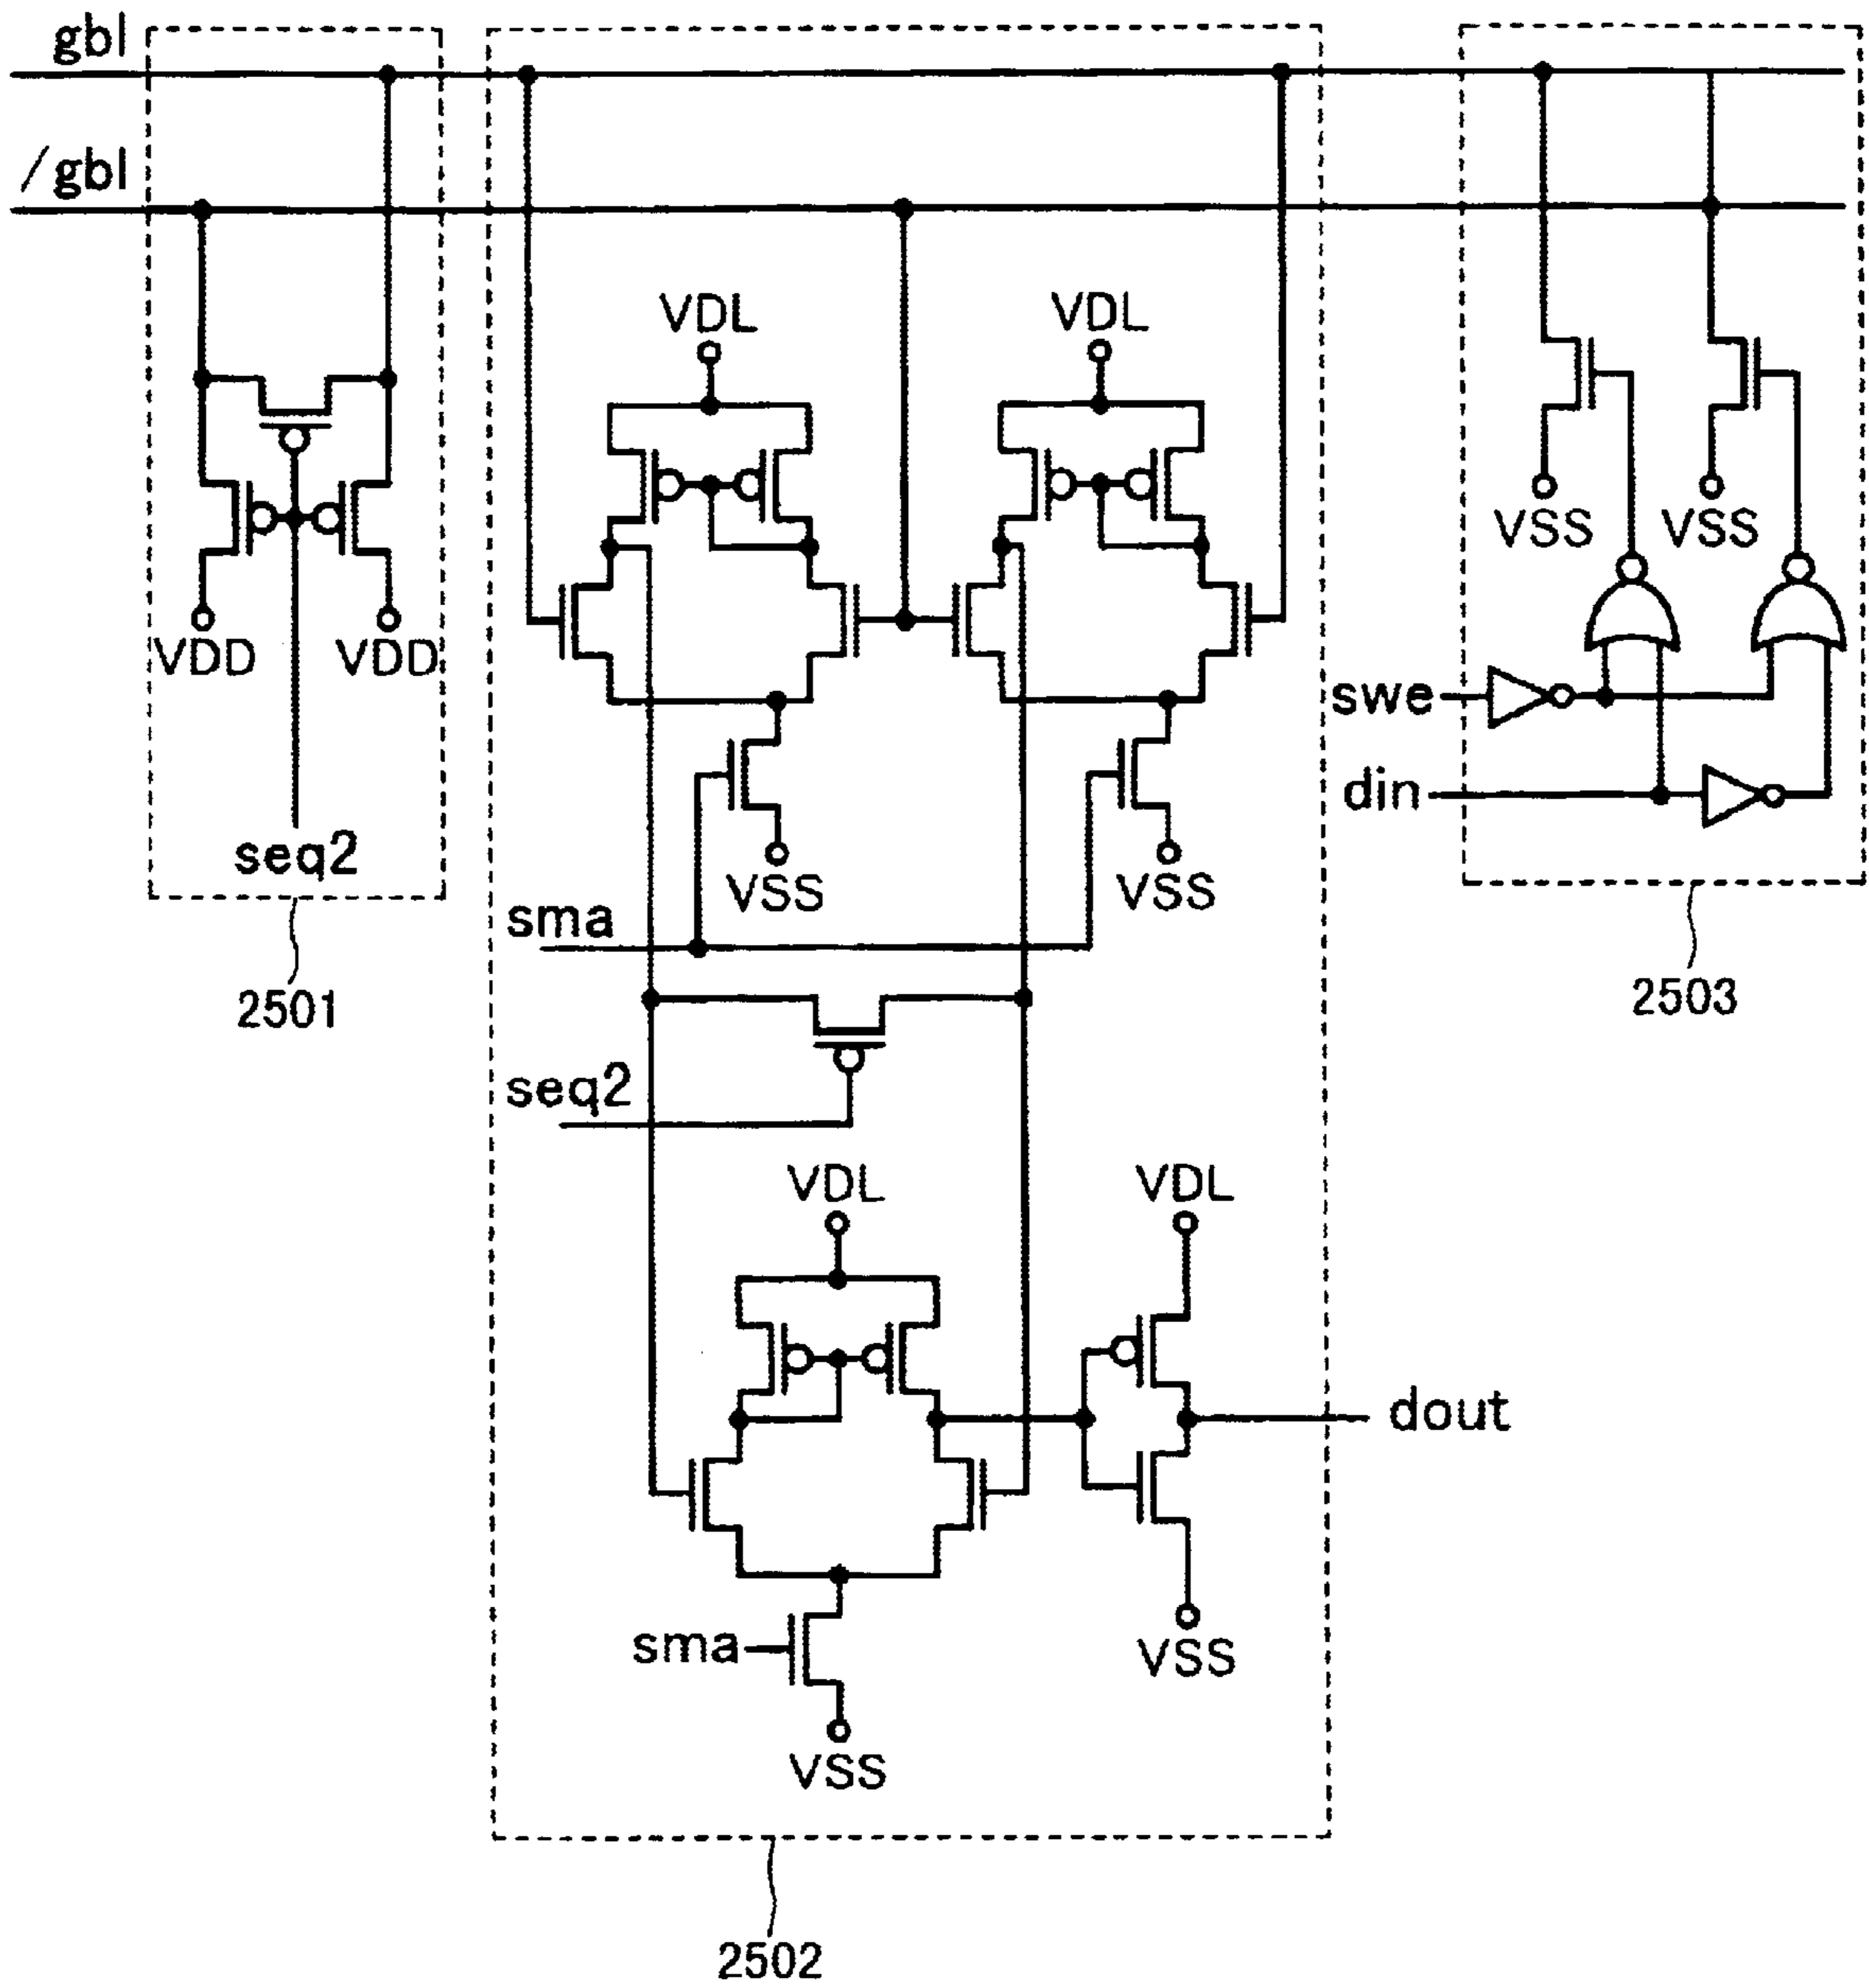 gbl
/gbl
VDL
VDL
VSS
VSS
VDD
VDD
swe
din
seq2
VSS
VSS
sma
2501
2503
seq2
VDL
VDL
dout
sma
VSS
VSS
2502